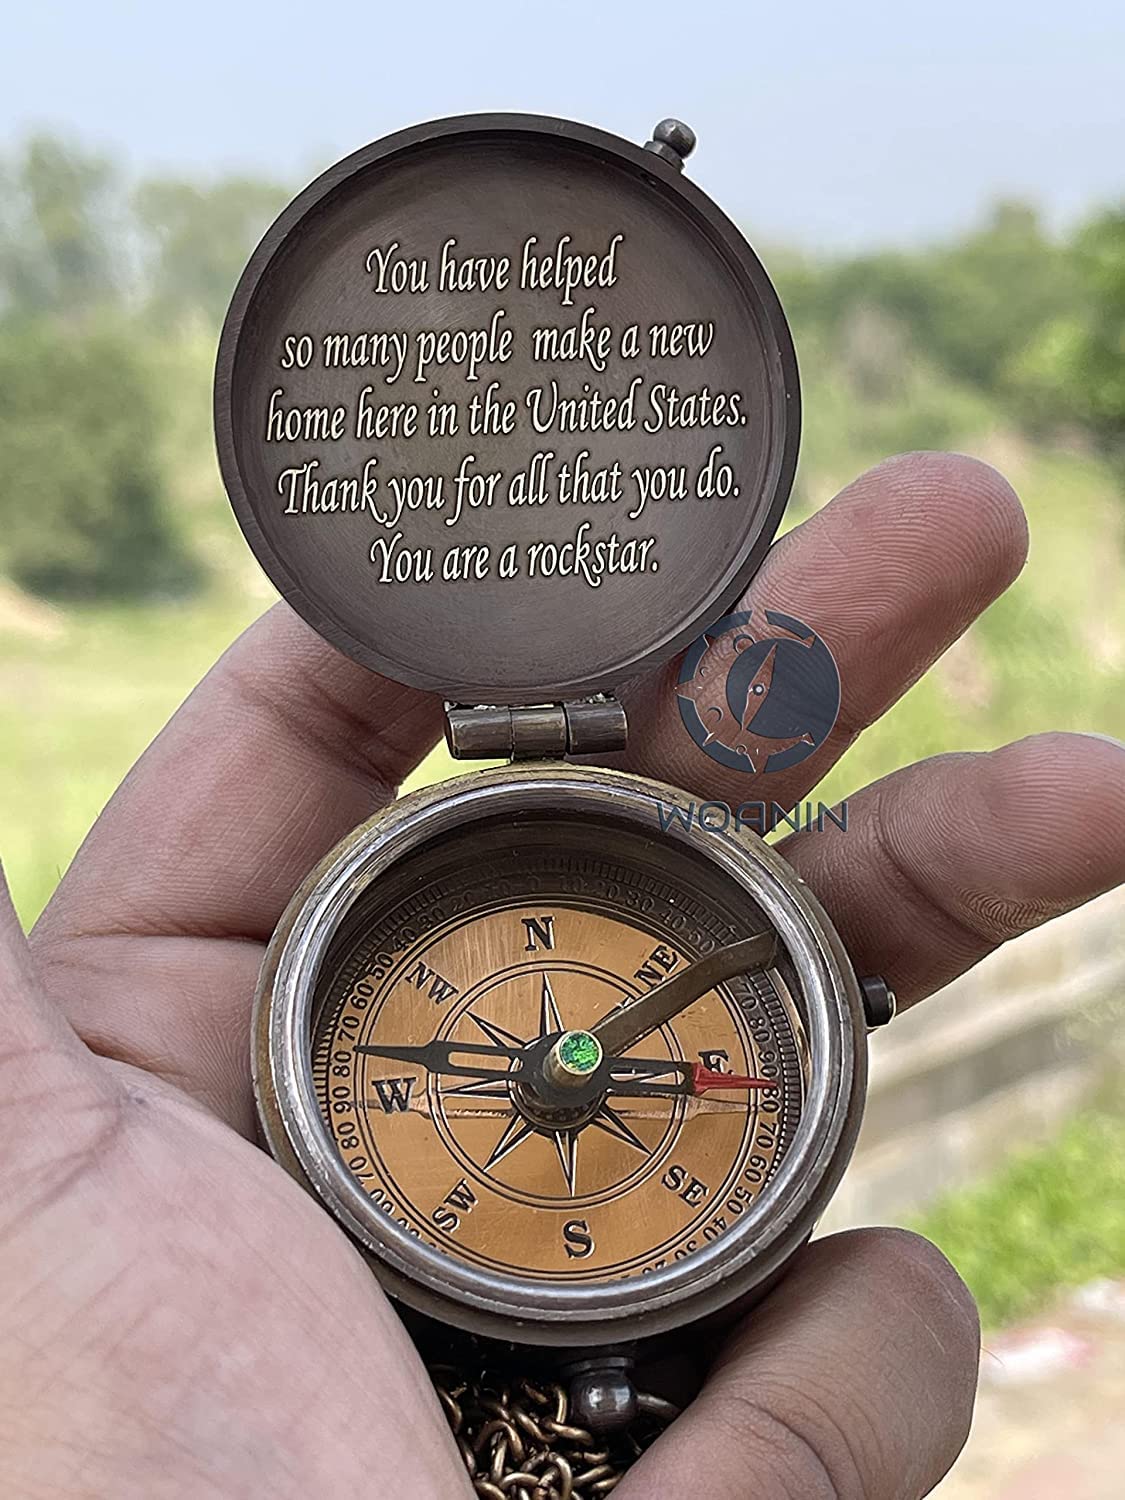 You have helped
so many people make a new
home here in the United States.
Thank you for all that you do.
You are a rockstar.
WOANIN
N
NE
E
SE
S
SW
W
NW